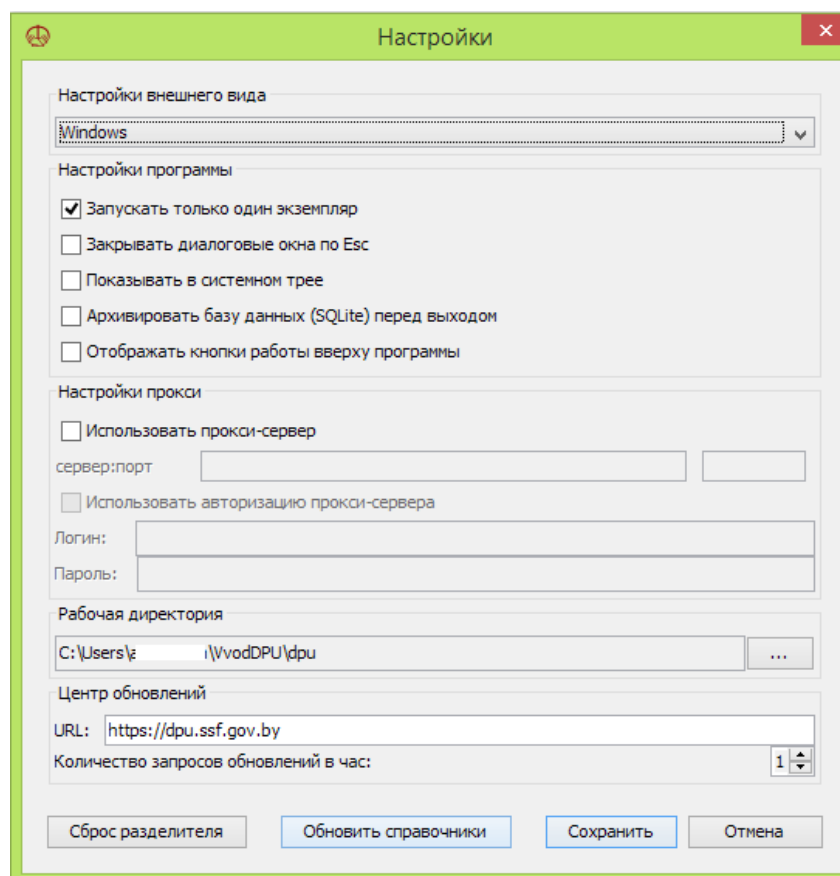 Настройки
Настройки внешнего вида
Windows
Настройки программы
Запускать только один экземпляр
Закрывать диалоговые окна по Esc
Показывать в системном трее
Архивировать базу данных (SQLite) перед выходом
Отображать кнопки работы вверху программы
Настройки прокси
Использовать прокси-сервер
сервер:порт
Использовать авторизацию прокси-сервера
Логин:
Пароль:
Рабочая директория
C:\Users\ \VvodDPU\dpu
...
Центр обновлений
URL: https://dpu.ssf.gov.by
Количество запросов обновлений в час: 1
Сброс разделителя Обновить справочники Сохранить Отмена